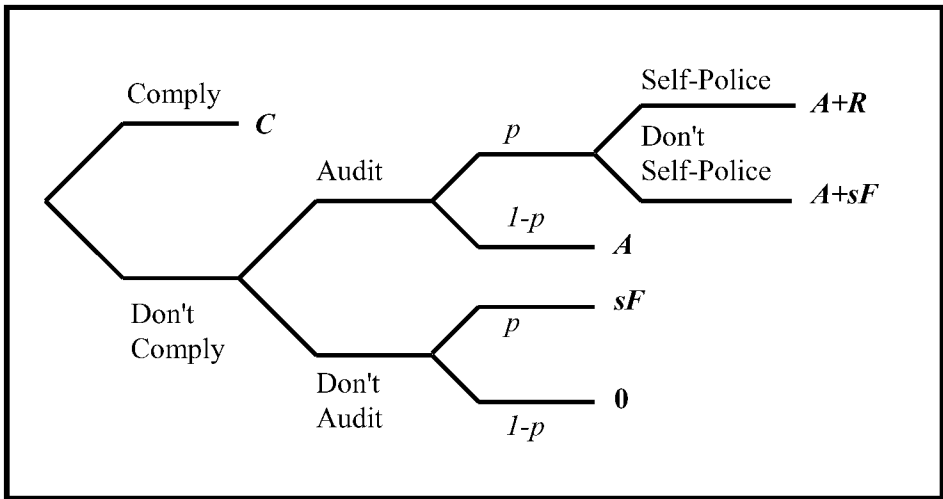 Comply
C
Don't
Comply
Audit
Don't
Audit
p
1-p
Self-Police
A+R
Don't
Self-Police
A+sF
A
sF
p
0
1-p